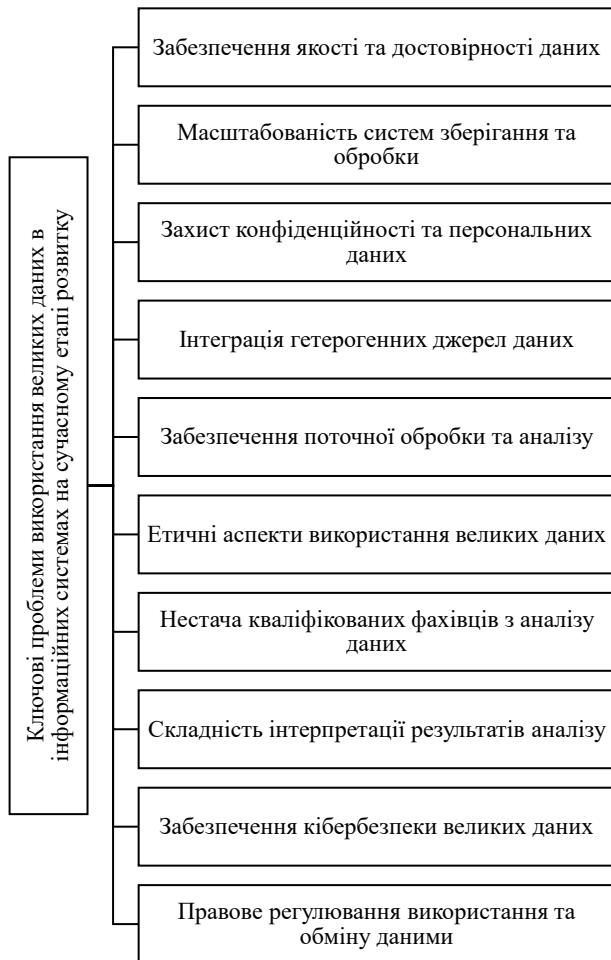 Ключові проблеми використання великих даних в
інформаційних системах на сучасному етапі розвитку
Забезпечення якості та достовірності даних
Масштабованість систем зберігання та
обробки
Захист конфіденційності та персональних
даних
Інтеграція гетерогенних джерел даних
Забезпечення поточної обробки та аналізу
Етичні аспекти використання великих даних
Нестача кваліфікованих фахівців з аналізу
даних
Складність інтерпретації результатів аналізу
Забезпечення кібербезпеки великих даних
Правове регулювання використання та
обміну даними